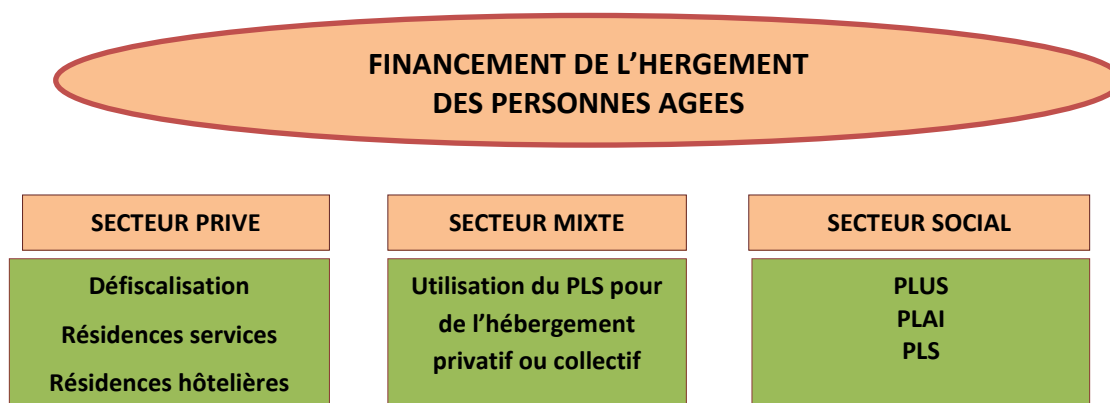 FINANCEMENT DE L'HERGEMENT
DES PERSONNES AGEES
SECTEUR PRIVE
Défiscalisation
Résidences services
Résidences hôtelières
SECTEUR MIXTE
Utilisation du PLS pour
de l'hébergement
privatif ou collectif
SECTEUR SOCIAL
PLUS
PLAI
PLS